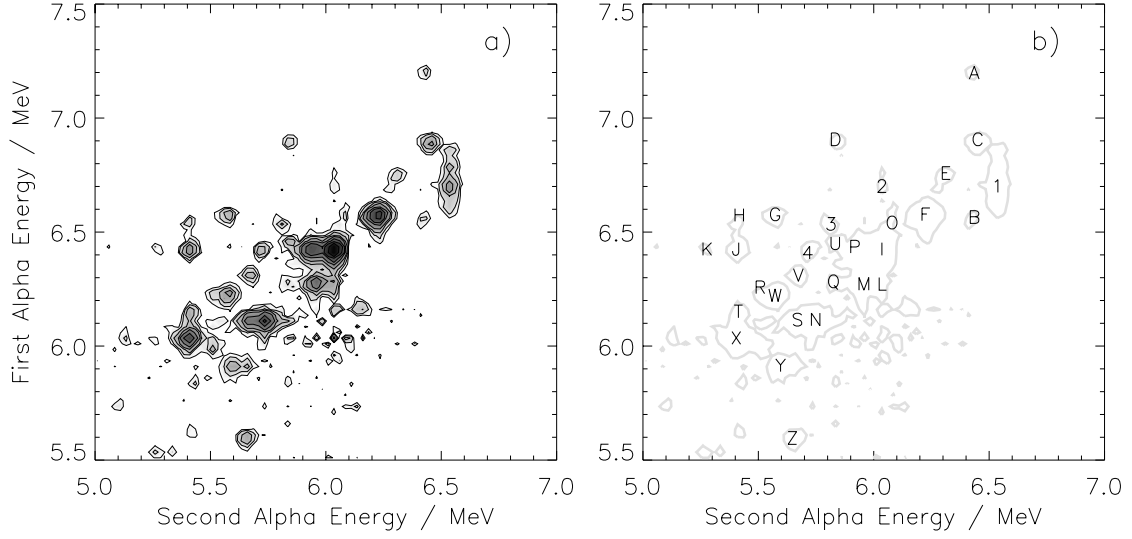 7.5
7.0
6.5
6.0
5.5
5.0 5.5 6.0 6.5 7.0
First Alpha Energy / MeV
Second Alpha Energy / MeV
a)
7.5
7.0
6.5
6.0
5.5
5.0 5.5 6.0 6.5 7.0
Second Alpha Energy / MeV
b)
A
D C
E
2 1
H G 3 O F B
K J 4 U P I
V
R W Q M L
T S N
X
Y
Z